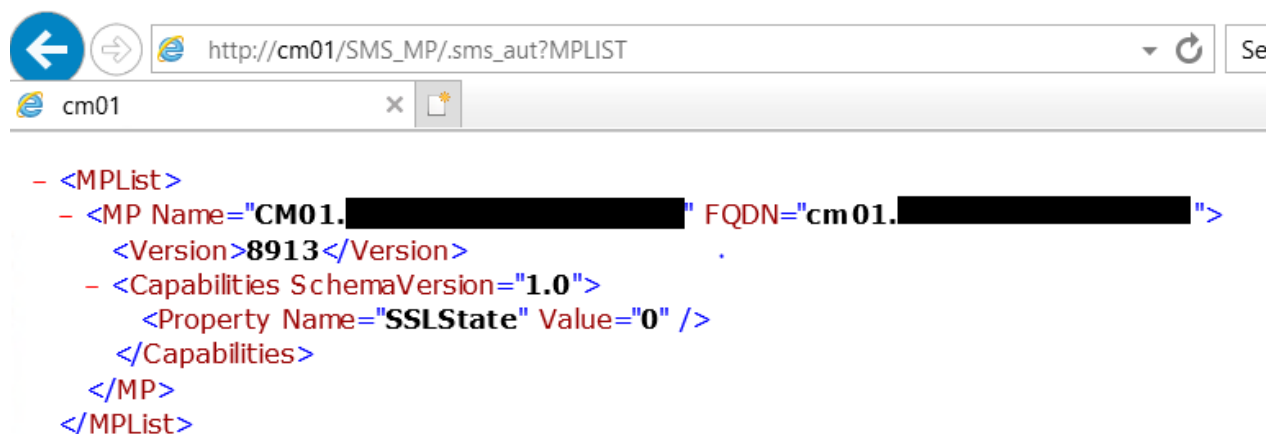 http://cm01/SMS_MP/.sms_aut?MPLIST
Se
cm01
– <MPList>
– <MP Name="CM01. " FQDN="cm01. ">
<Version>8913</Version>
– <Capabilities SchemaVersion="1.0">
<Property Name="SSLState" Value="0" />
</Capabilities>
</MP>
</MPList>